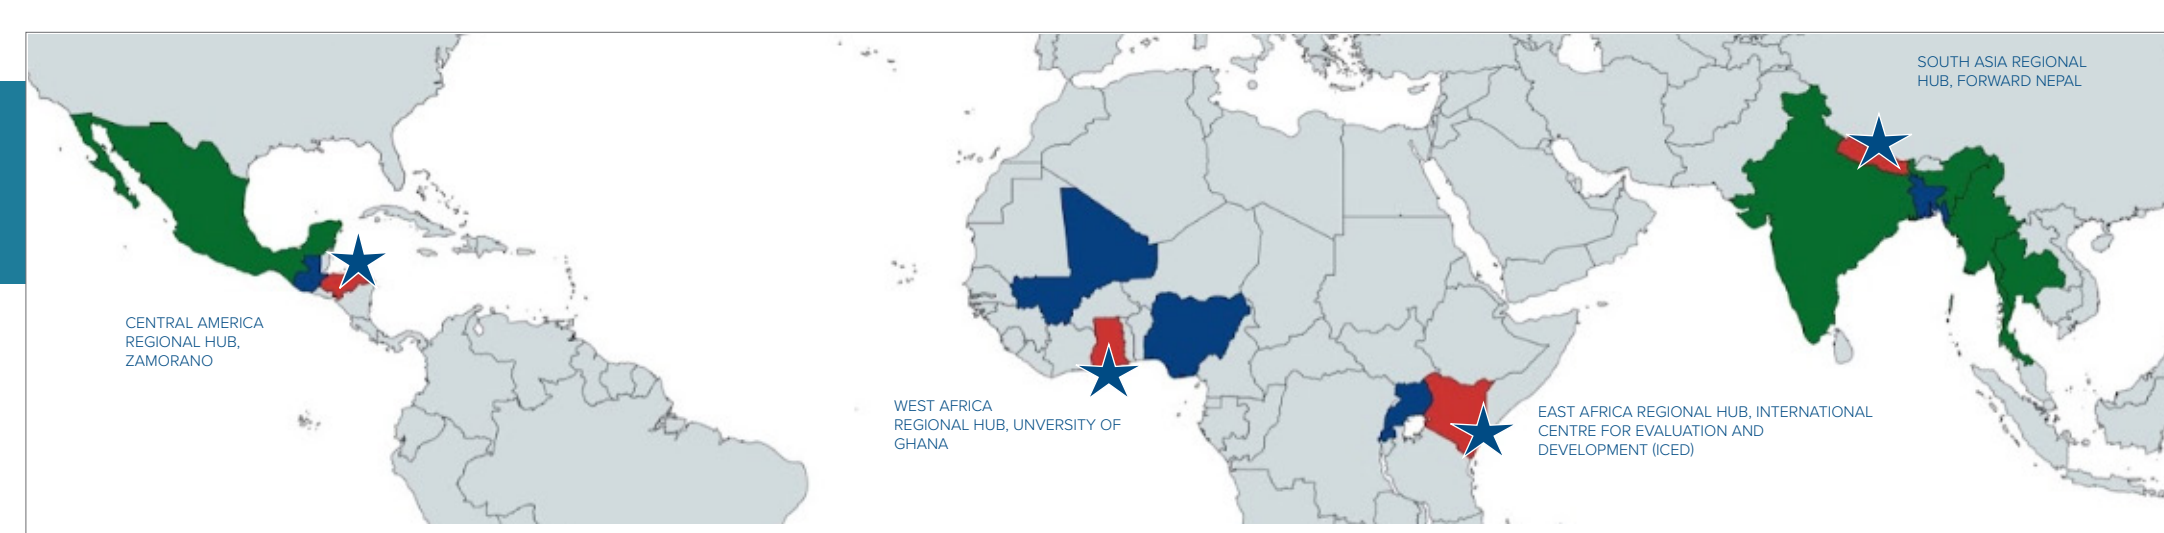 SOUTH ASIA REGIONAL
HUB, FORWARD NEPAL
CENTRAL AMERICA
REGIONAL HUB,
ZAMORANO
WEST AFRICA
REGIONAL HUB, UNVERSITY OF
GHANA
EAST AFRICA REGIONAL HUB, INTERNATIONAL
CENTRE FOR EVALUATION AND
DEVELOPMENT (ICED)